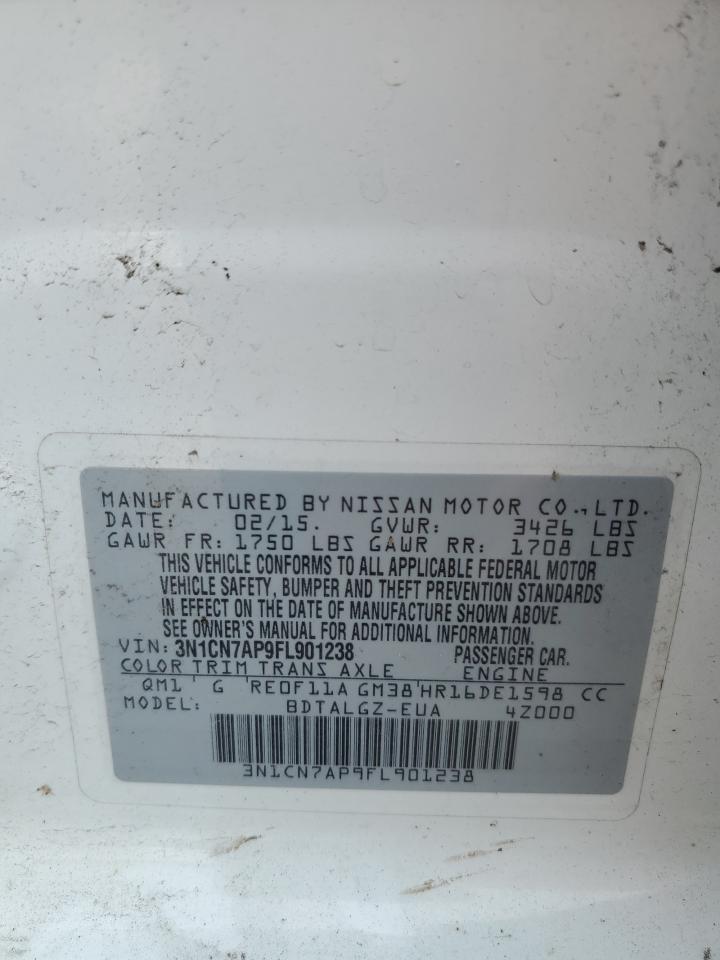 MANUFACTURED BY NISSAN MOTOR CO., LTD.
DATE: 02/15. GVWR: 3426 LBS
GAWR FR: 1750 LBS GAWR RR: 1708 LBS
THIS VEHICLE CONFORMS TO ALL APPLICABLE FEDERAL MOTOR
VEHICLE SAFETY, BUMPER AND THEFT PREVENTION STANDARDS
IN EFFECT ON THE DATE OF MANUFACTURE SHOWN ABOVE.
SEE OWNER'S MANUAL FOR ADDITIONAL INFORMATION.
VIN: 3N1CN7AP9FL901238 PASSENGER CAR.
COLOR TRIM TRANS AXLE ENGINE
QM1 G RE0F11A GM38 HR16DE1598 CC
MODEL: BDTALGZ-EUA 4Z000
3N1CN7AP9FL901238